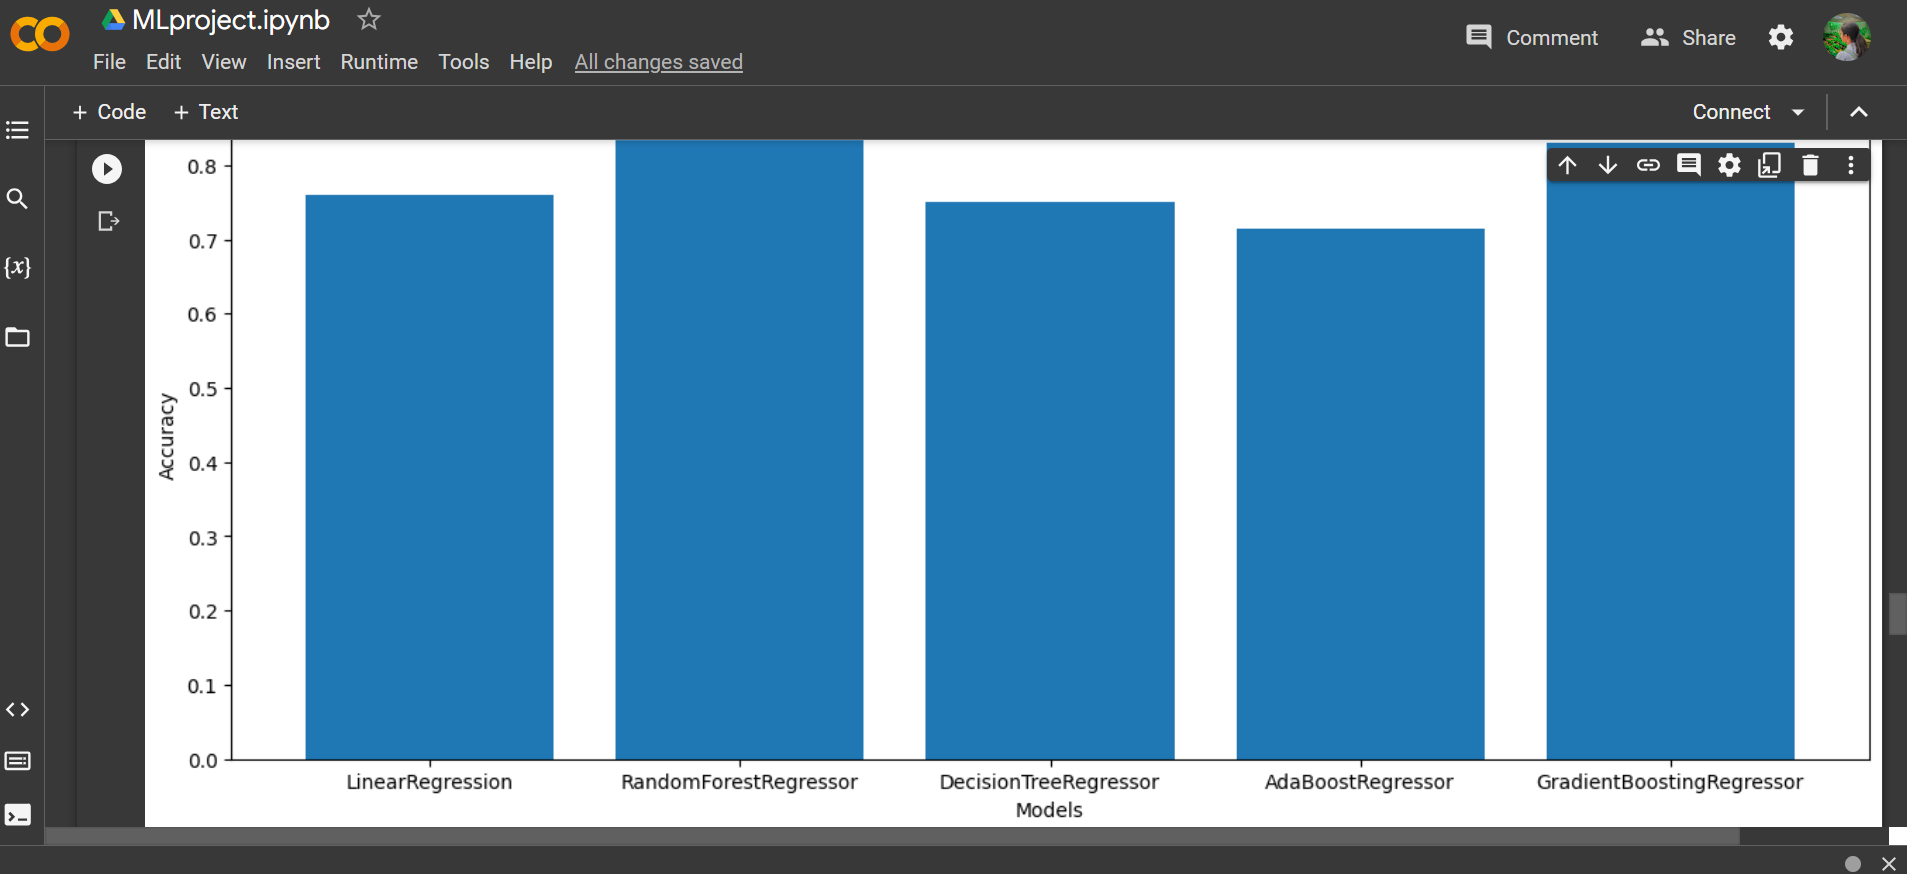 MLproject.ipynb
File Edit View Insert Runtime Tools Help All changes saved
Comment Share
+ Code + Text
Connect
{x}
0.8
0.7
0.6
0.5
0.4
0.3
0.2
0.1
0.0
Accuracy
LinearRegression RandomForestRegressor DecisionTreeRegressor AdaBoostRegressor GradientBoostingRegressor
Models